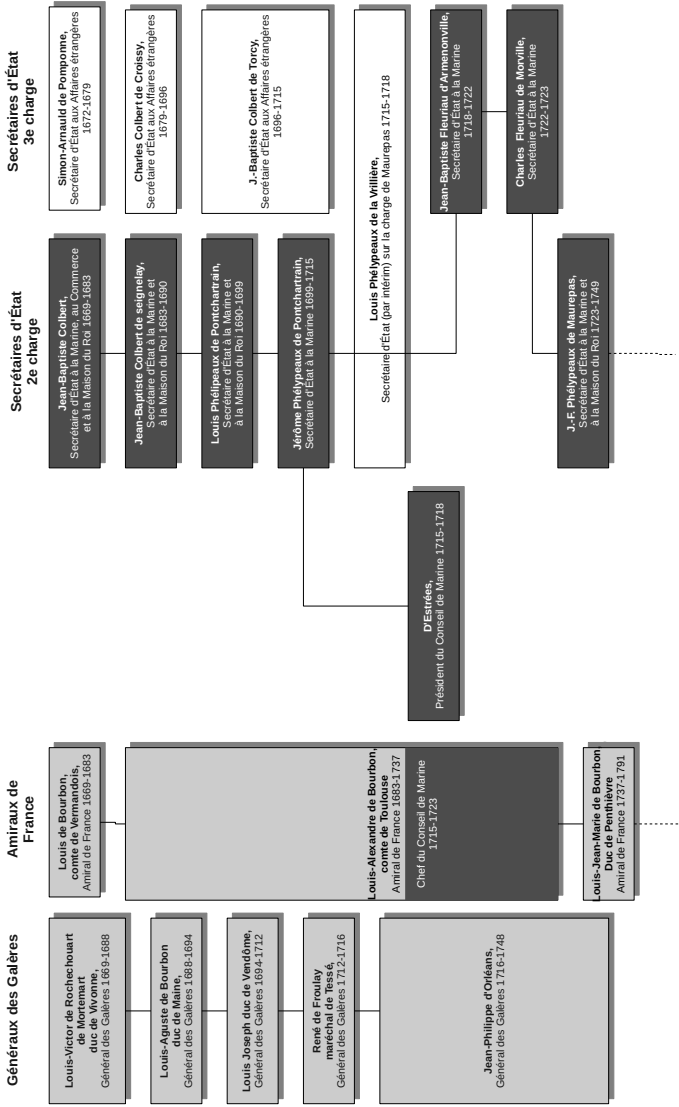 Secrétaires d'État
3e charge
Simon-Arnauld de Pomponne,
Secrétaire d'État aux Affaires étrangères
1672-1679
Charles Colbert de Croissy,
Secrétaire d'État aux Affaires étrangères
1679-1696
J.-Baptiste Colbert de Torcy,
Secrétaire d'État aux Affaires étrangères
1696-1715
Louis Phélypeaux de la Vrillière,
Secrétaire d'État (par intérim) sur la charge de Maurepas 1715-1718
Jean-Baptiste Fleuriau d'Armenonville,
Secrétaire d'État à la Marine
1718-1722
Charles Fleuriau de Morville,
Secrétaire d'État à la Marine
1722-1723
Secrétaires d'État
2e charge
Jean-Baptiste Colbert,
Secrétaire d'État à la Marine, au Commerce
et à la Maison du Roi 1669-1683
Jean-Baptiste Colbert de seignelay,
Secrétaire d'État à la Marine et
à la Maison du Roi 1683-1690
Louis Phélipeaux de Pontchartrain,
Secrétaire d'État à la Marine et
à la Maison du Roi 1690-1699
Jérôme Phélypeaux de Pontchartrain,
Secrétaire d'État à la Marine 1699-1715
J.-F. Phélypeaux de Maurepas,
Secrétaire d'État à la Marine et
à la Maison du Roi 1723-1749
D'Estrées,
Président du Conseil de Marine 1715-1718
Amiraux de
France
Louis de Bourbon,
comte de Vermandois,
Amiral de France 1669-1683
Louis-Alexandre de Bourbon,
comte de Toulouse
Amiral de France 1683-1737
Chef du Conseil de Marine
1715-1723
Louis-Jean-Marie de Bourbon,
Duc de Penthièvre
Amiral de France 1737-1791
Généraux des Galères
Louis-Victor de Rochechouart
de Mortemart
duc de Vivonne,
Général des Galères 1669-1688
Louis-Aguste de Bourbon
duc de Maine,
Général des Galères 1688-1694
Louis Joseph duc de Vendôme,
Général des Galères 1694-1712
René de Froulay
maréchal de Tessé,
Général des Galères 1712-1716
Jean-Philippe d'Orléans,
Général des Galères 1716-1748